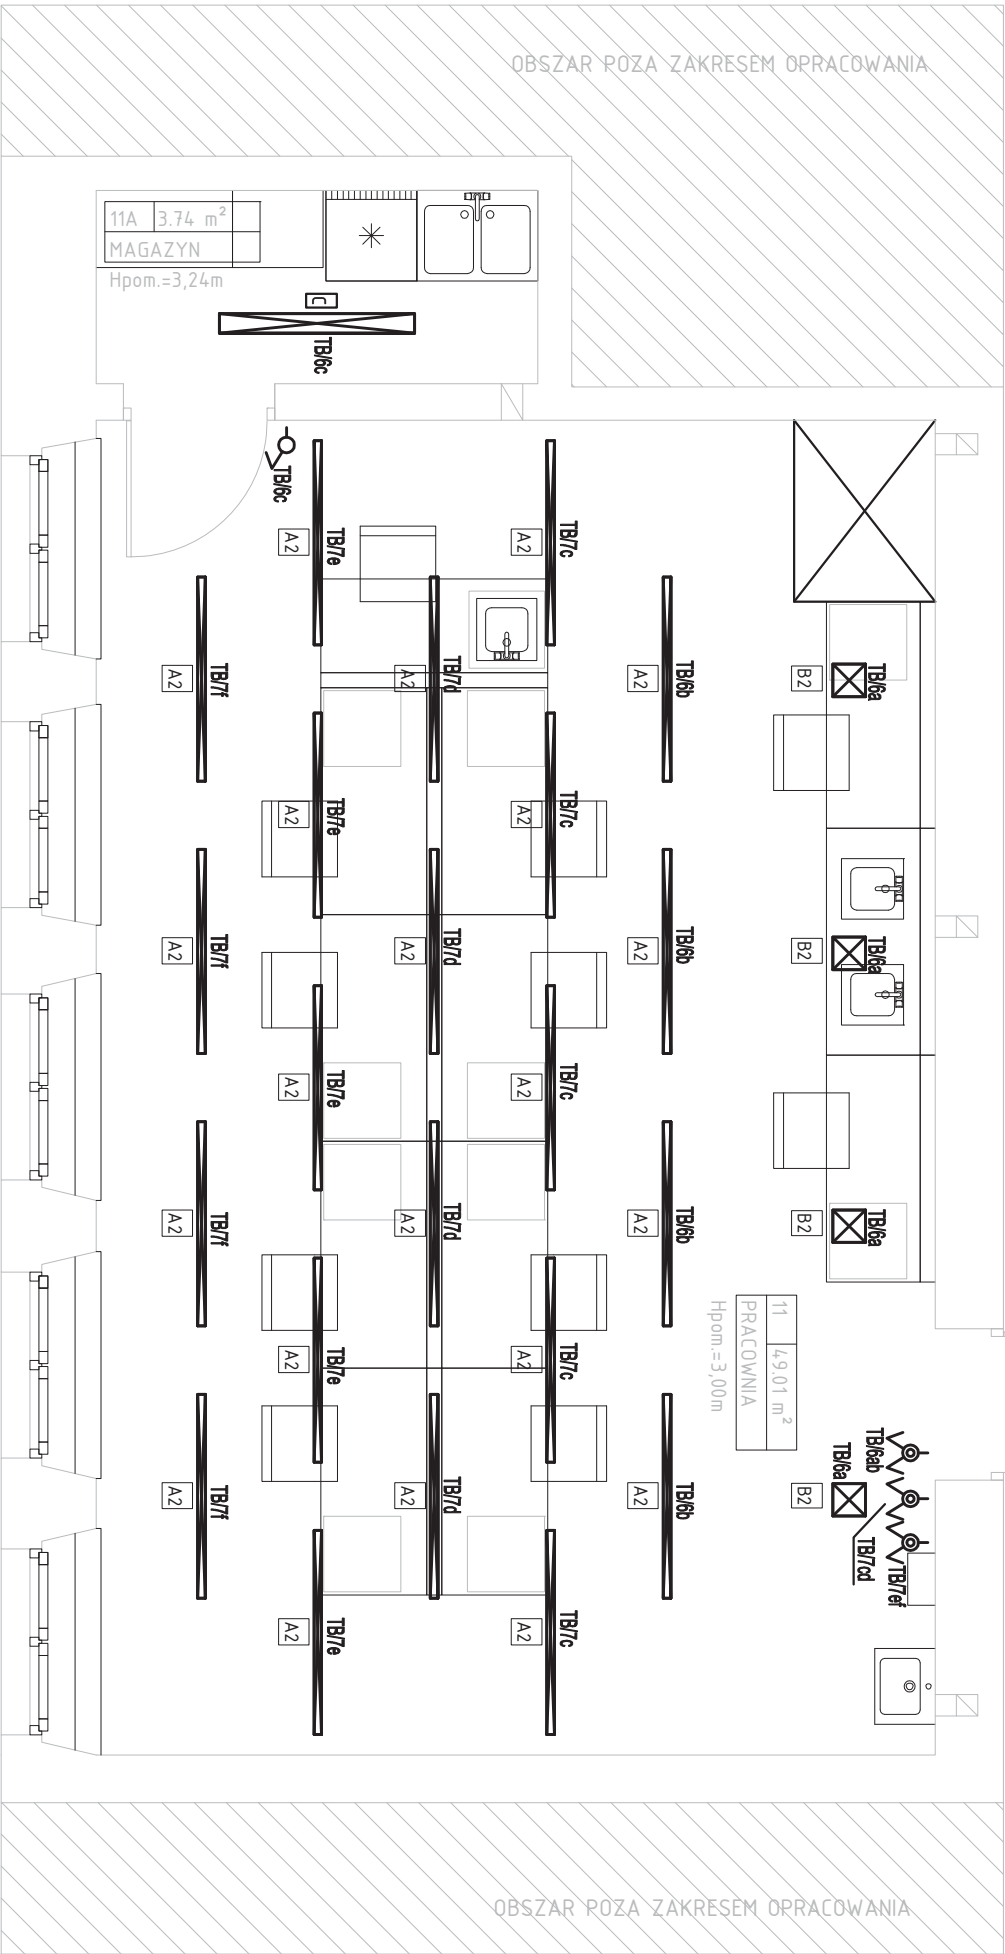 OBSZAR POZA ZAKRESEM OPRACOWANIA
11A 3.74 m²
MAGAZYN
Hpom.=3,24m
C
TB/6c
TB/6c
A2 TB/7e
A2 TB/7c
A2 TB/7f
A2 TB/7d
A2 TB/6b
B2 TB/6a
A2 TB/7e
A2 TB/7c
A2 TB/7f
A2 TB/7d
A2 TB/6b
B2 TB/6a
A2 TB/7e
A2 TB/7c
A2 TB/7f
A2 TB/7d
A2 TB/6b
B2 TB/6a
11 49.01 m²
PRACOWNIA
Hpom.=3,00m
A2 TB/7e
A2 TB/7c
A2 TB/7f
A2 TB/7d
A2 TB/6b
B2 TB/6a
TB/6ab
TB/7cd
TB/7ef
A2 TB/7e
A2 TB/7c
OBSZAR POZA ZAKRESEM OPRACOWANIA